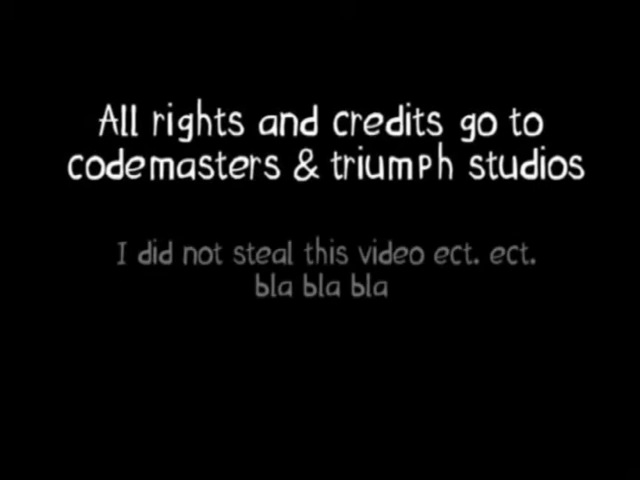 All rights and credits go to
codemasters & triumph studios
I did not steal this video ect. ect.
bla bla bla